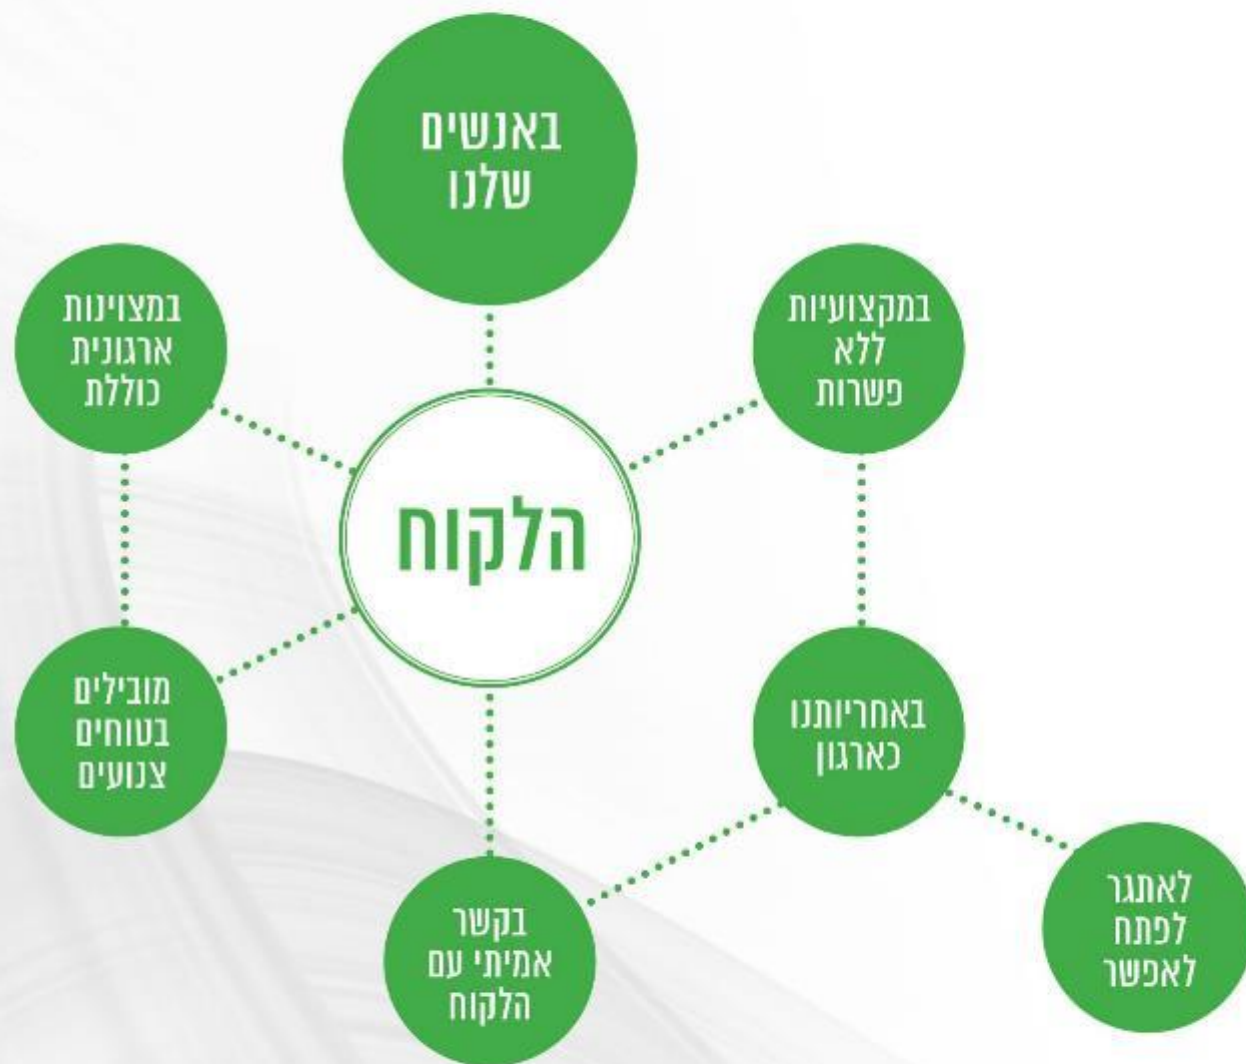 באנשים
שלנו
במקצועיות
ללא
פשרות
במצוינות
ארגונית
כוללת
הלקוח
באחריותנו
כארגון
מובילים
בטוחים
צנועים
לאתגר
לפתח
לאפשר
בקשר
אמיתי עם
הלקוח